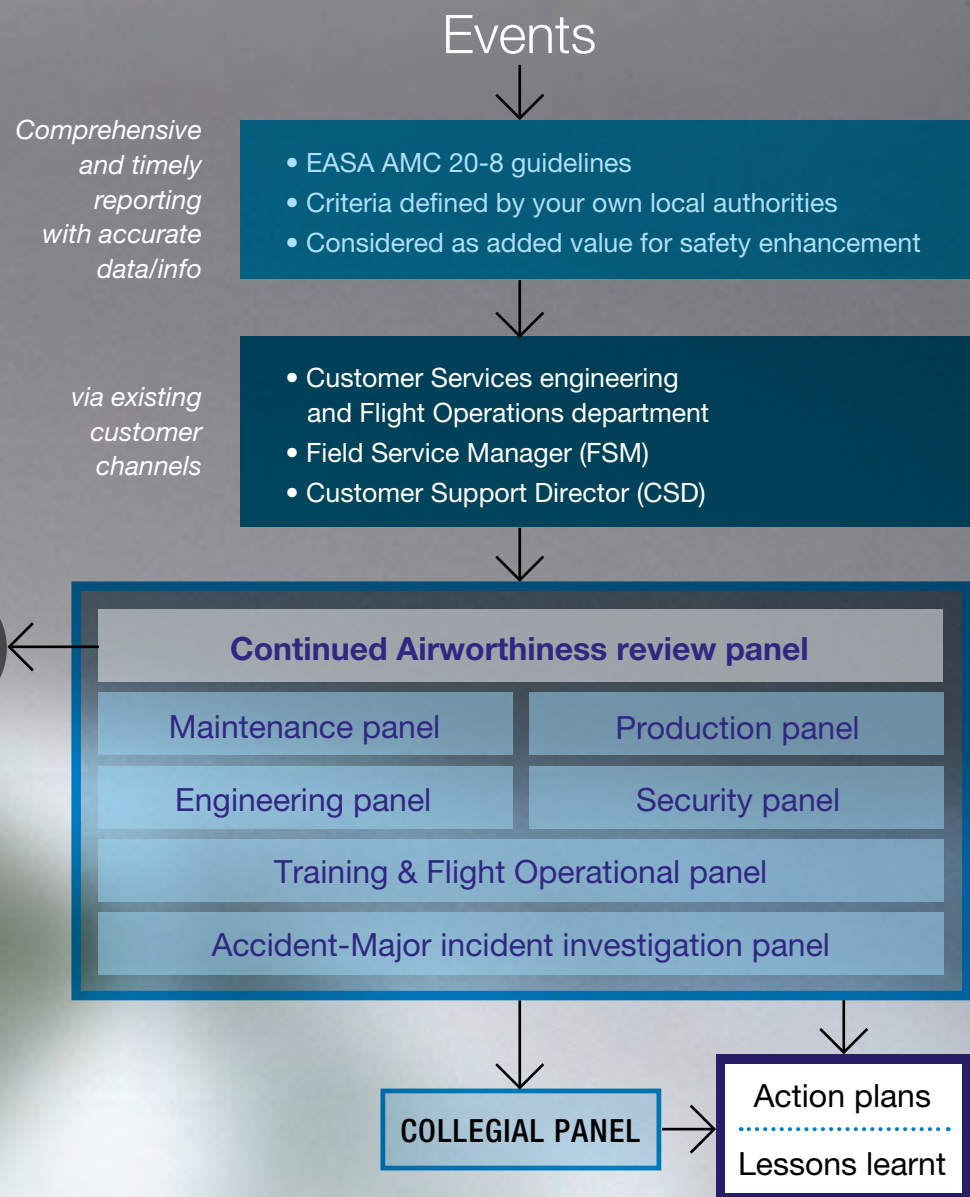 Events
Comprehensive
and timely
reporting
with accurate
data/info
• EASA AMC 20-8 guidelines
• Criteria defined by your own local authorities
• Considered as added value for safety enhancement
via existing
customer
channels
• Customer Services engineering
and Flight Operations department
• Field Service Manager (FSM)
• Customer Support Director (CSD)
Continued Airworthiness review panel
Maintenance panel
Production panel
Engineering panel
Security panel
Training & Flight Operational panel
Accident-Major incident investigation panel
COLLEGIAL PANEL
Action plans
Lessons learnt